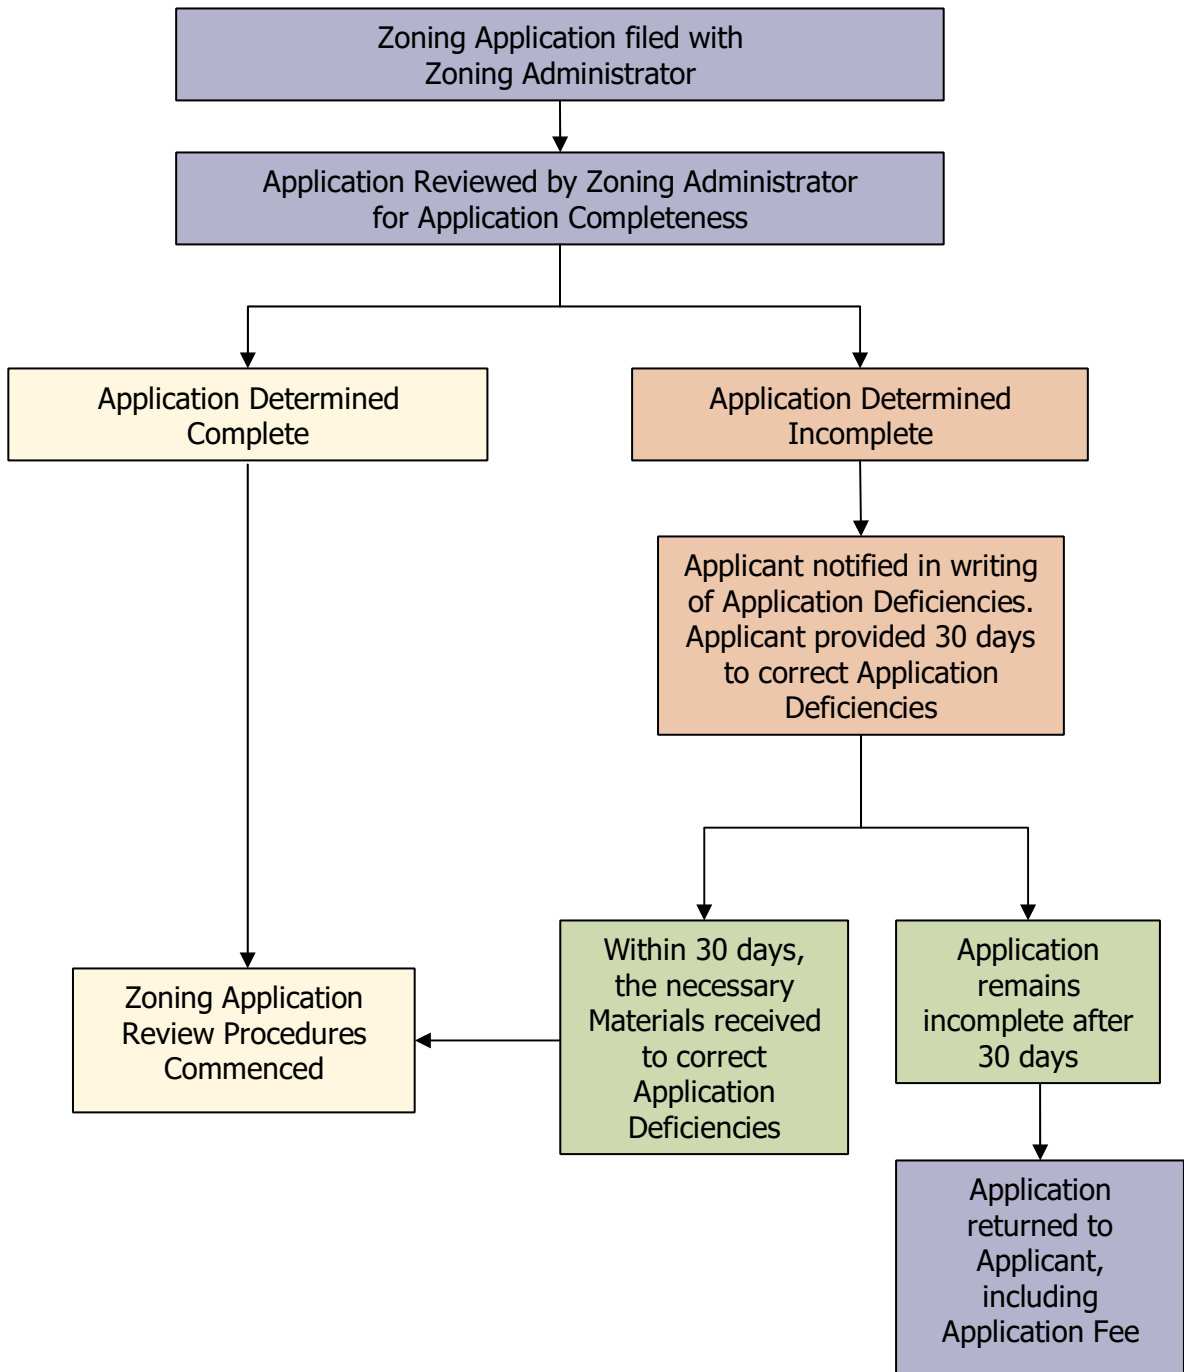 Zoning Application filed with
Zoning Administrator
Application Reviewed by Zoning Administrator
for Application Completeness
Application Determined
Complete
Application Determined
Incomplete
Applicant notified in writing
of Application Deficiencies.
Applicant provided 30 days
to correct Application
Deficiencies
Zoning Application
Review Procedures
Commenced
Within 30 days,
the necessary
Materials received
to correct
Application
Deficiencies
Application
remains
incomplete after
30 days
Application
returned to
Applicant,
including
Application Fee